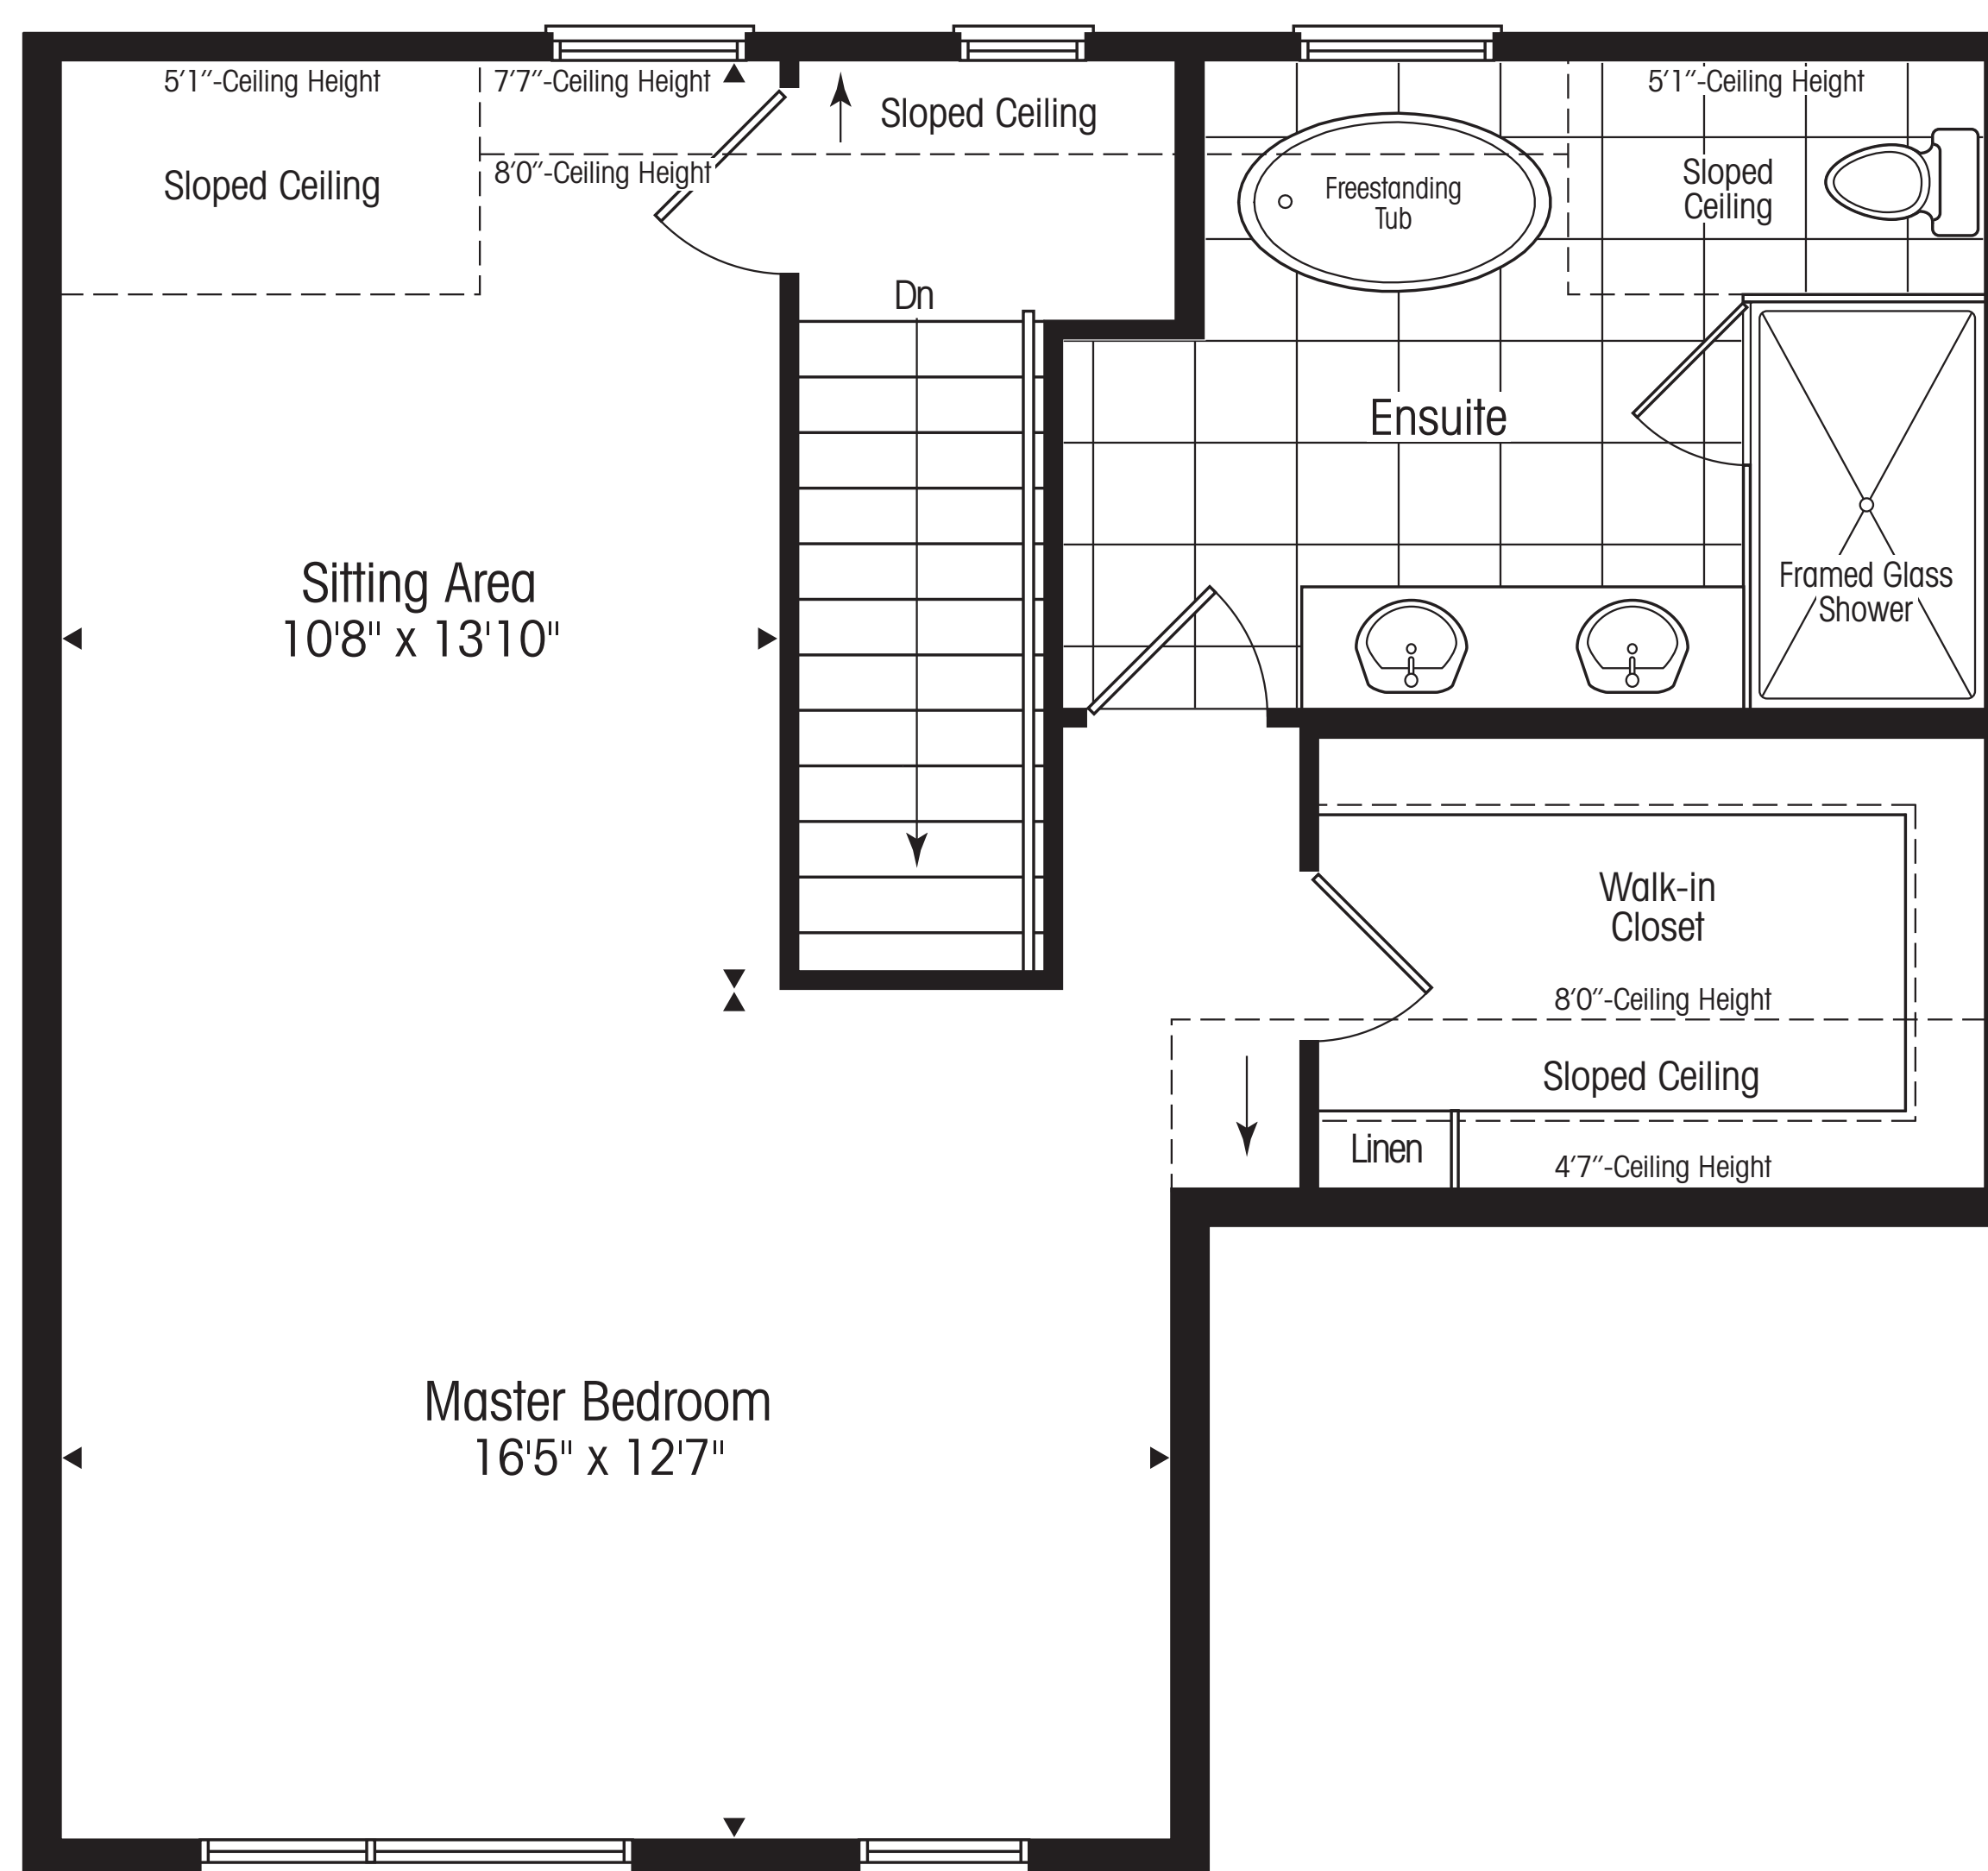 5'1"-Ceiling Height
7'7"-Ceiling Height
5'1"-Ceiling Height
Sloped Ceiling
8'0"-Ceiling Height
Sloped Ceiling
Freestanding
Tub
Sloped
Ceiling
Dn
Ensuite
Sitting Area
10'8" x 13'10"
Framed Glass
Shower
Walk-in
Closet
8'0"-Ceiling Height
Sloped Ceiling
Linen
4'7"-Ceiling Height
Master Bedroom
16'5" x 12'7"